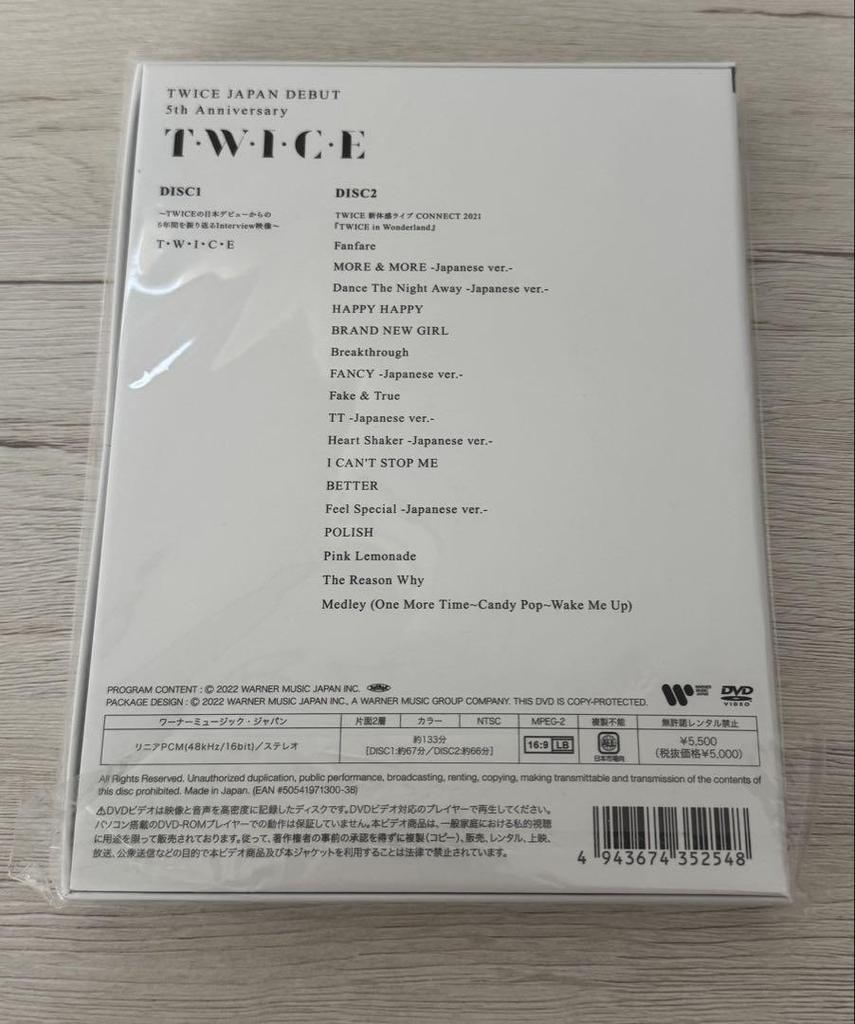 TWICE JAPAN DEBUT
5th Anniversary
T·W·I·C·E
DISC1
～TWICEの日本デビューからの
5年間を振り返るInterview映像～
T·W·I·C·E
DISC2
TWICE 新体感ライブ CONNECT 2021
『TWICE in Wonderland』
Fanfare
MORE & MORE -Japanese ver.-
Dance The Night Away -Japanese ver.-
HAPPY HAPPY
BRAND NEW GIRL
Breakthrough
FANCY -Japanese ver.-
Fake & True
TT -Japanese ver.-
Heart Shaker -Japanese ver.-
I CAN'T STOP ME
BETTER
Feel Special -Japanese ver.-
POLISH
Pink Lemonade
The Reason Why
Medley (One More Time~Candy Pop~Wake Me Up)
PROGRAM CONTENT : Ⓒ 2022 WARNER MUSIC JAPAN INC.
PACKAGE DESIGN : Ⓒ 2022 WARNER MUSIC JAPAN INC., A WARNER MUSIC GROUP COMPANY. THIS DVD IS COPY-PROTECTED.
WARNER MUSIC JAPAN
DVD VIDEO
ワーナーミュージック・ジャパン 片面2層 カラー NTSC MPEG-2 複製不能 無許諾レンタル禁止
リニアPCM(48kHz/16bit)／ステレオ
約133分
[DISC1:約67分／DISC2:約66分]
16:9 LB
ALL
日本市場向
¥5,500
(税抜価格¥5,000)
All Rights Reserved. Unauthorized duplication, public performance, broadcasting, renting, copying, making transmittable and transmission of the contents of
this disc prohibited. Made in Japan. (EAN #50541971300-38)
⚠DVDビデオは映像と音声を高密度に記録したディスクです。DVDビデオ対応のプレイヤーで再生してください。
パソコン搭載のDVD-ROMプレイヤーでの動作は保証していません。本ビデオ商品は、一般家庭における私的視聴
に用途を限って販売されております。従って、著作権者の事前の承認を得ずに複製(コピー)、販売、レンタル、上映、
放送、公衆送信などの目的で本ビデオ商品及び本ジャケットを利用することは法律で禁止されています。
4 943674 352548